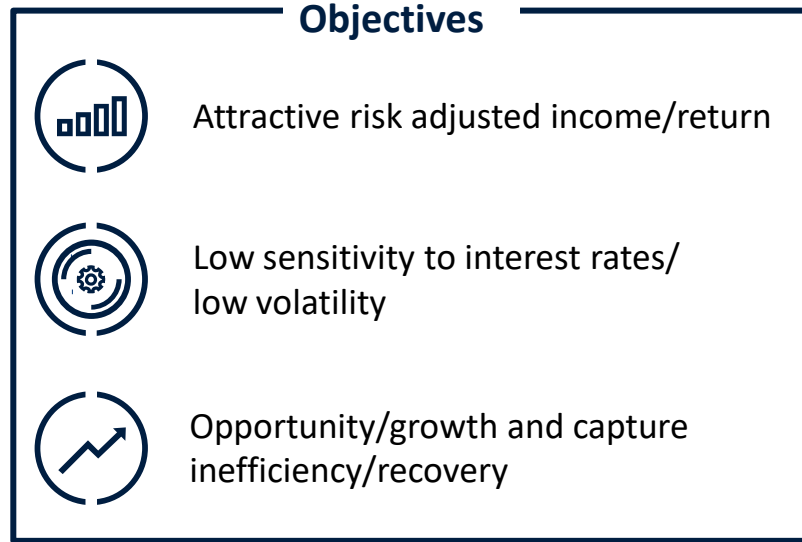 Objectives
Attractive risk adjusted income/return
Low sensitivity to interest rates/
low volatility
Opportunity/growth and capture
inefficiency/recovery